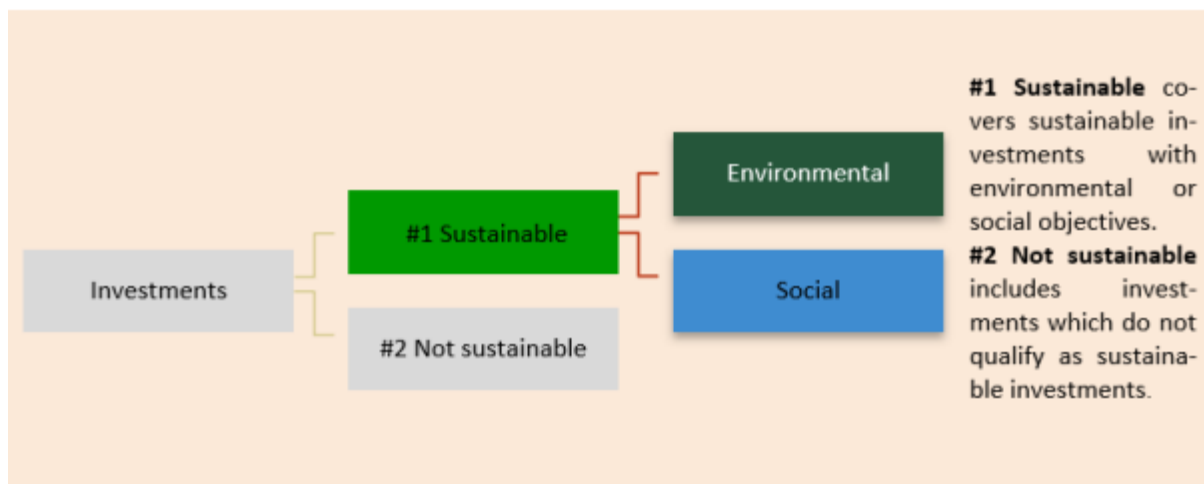 Investments
#1 Sustainable
#2 Not sustainable
Environmental
Social
#1 Sustainable co-
vers sustainable in-
vestments with
environmental or
social objectives.
#2 Not sustainable
includes invest-
ments which do not
qualify as sustaina-
ble investments.